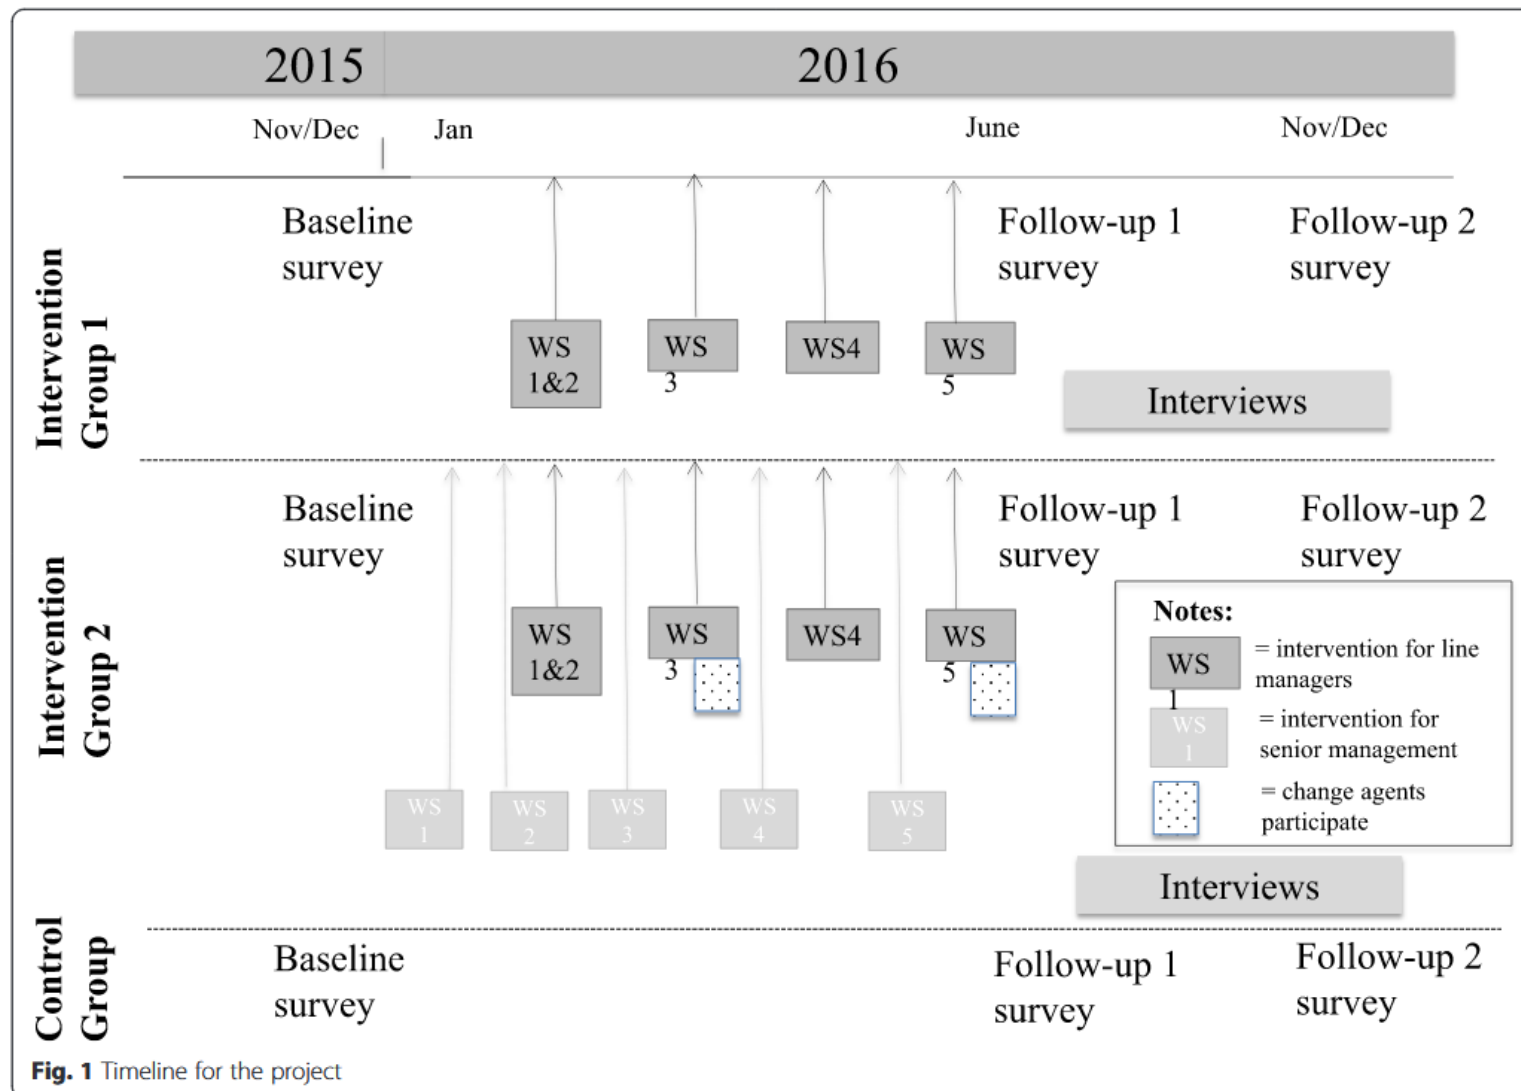 2015
2016
Nov/Dec
Jan
June
Nov/Dec
Intervention
Group 1
Baseline
survey
Follow-up 1
survey
Follow-up 2
survey
WS
1&2
WS
3
WS4
WS
5
Interviews
Intervention
Group 2
Baseline
survey
Follow-up 1
survey
Follow-up 2
survey
WS
1&2
WS
3
WS4
WS
5
WS
1
WS
2
WS
3
WS
4
WS
5
Notes:
WS
1
= intervention for line
managers
WS
1
= intervention for
senior management
= change agents
participate
Interviews
Control
Group
Baseline
survey
Follow-up 1
survey
Follow-up 2
survey
Fig. 1 Timeline for the project